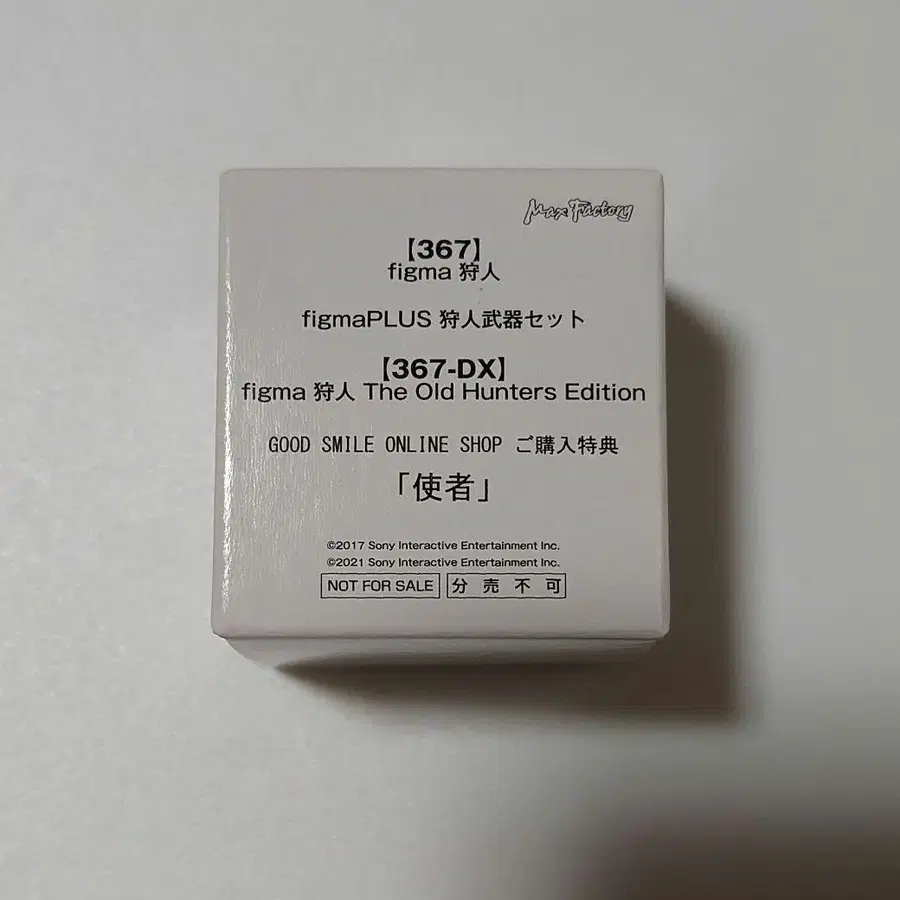 Max Factory
【367】
figma 狩人
figmaPLUS 狩人武器セット
【367-DX】
figma 狩人 The Old Hunters Edition
GOOD SMILE ONLINE SHOP ご購入特典
「使者」
©2017 Sony Interactive Entertainment Inc.
©2021 Sony Interactive Entertainment Inc.
NOT FOR SALE 分売不可